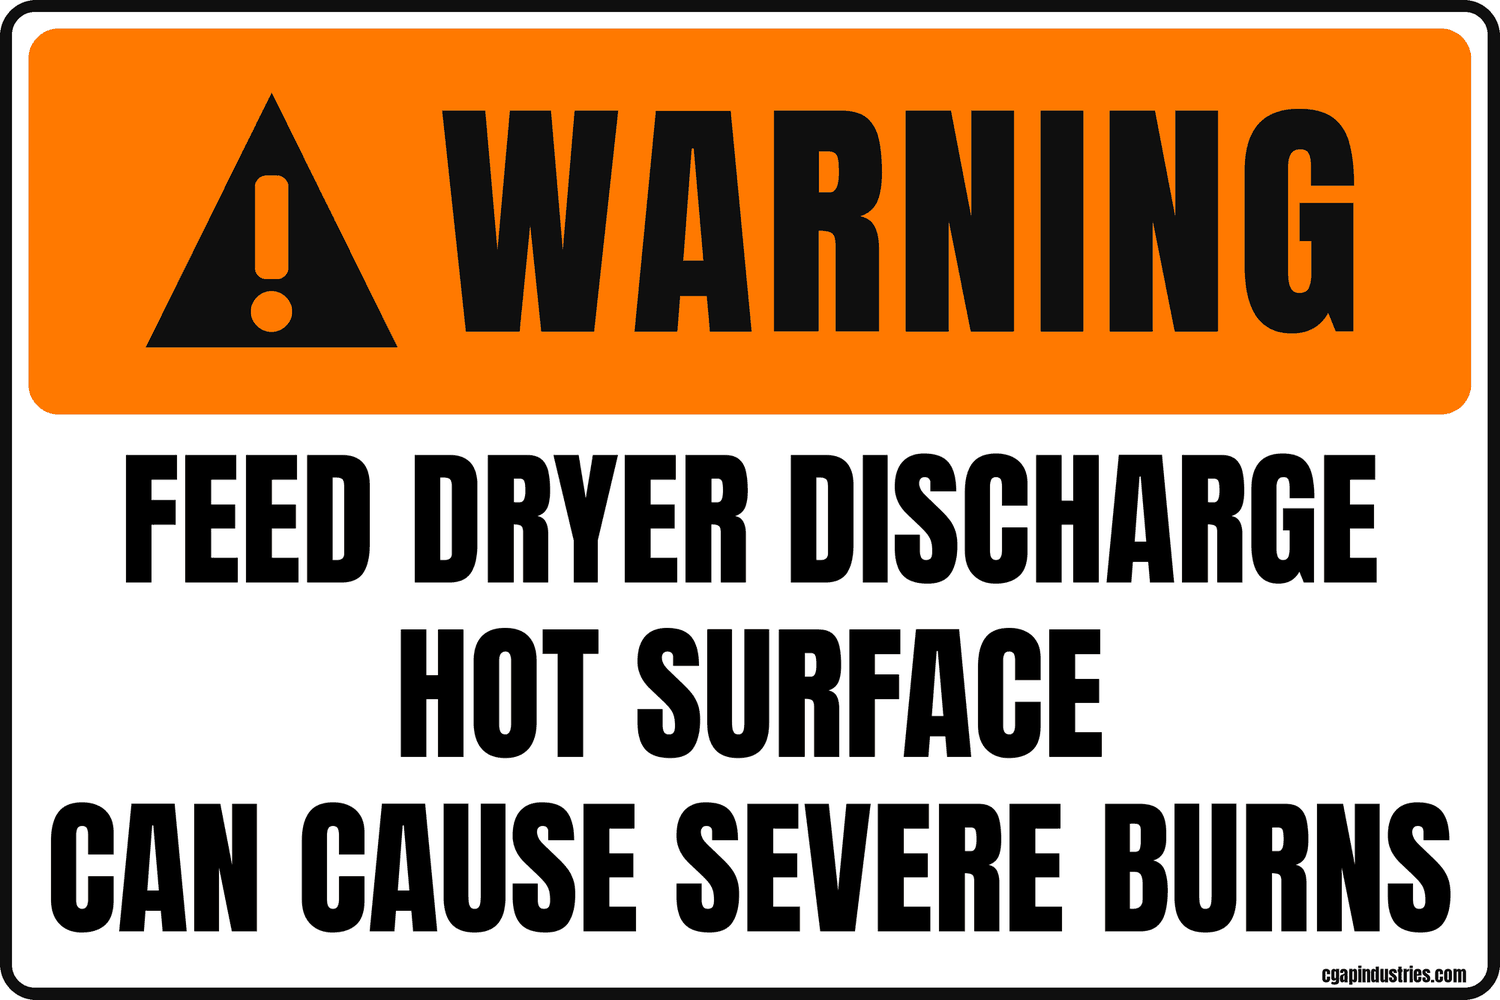 WARNING
FEED DRYER DISCHARGE
HOT SURFACE
CAN CAUSE SEVERE BURNS
cgapindustries.com